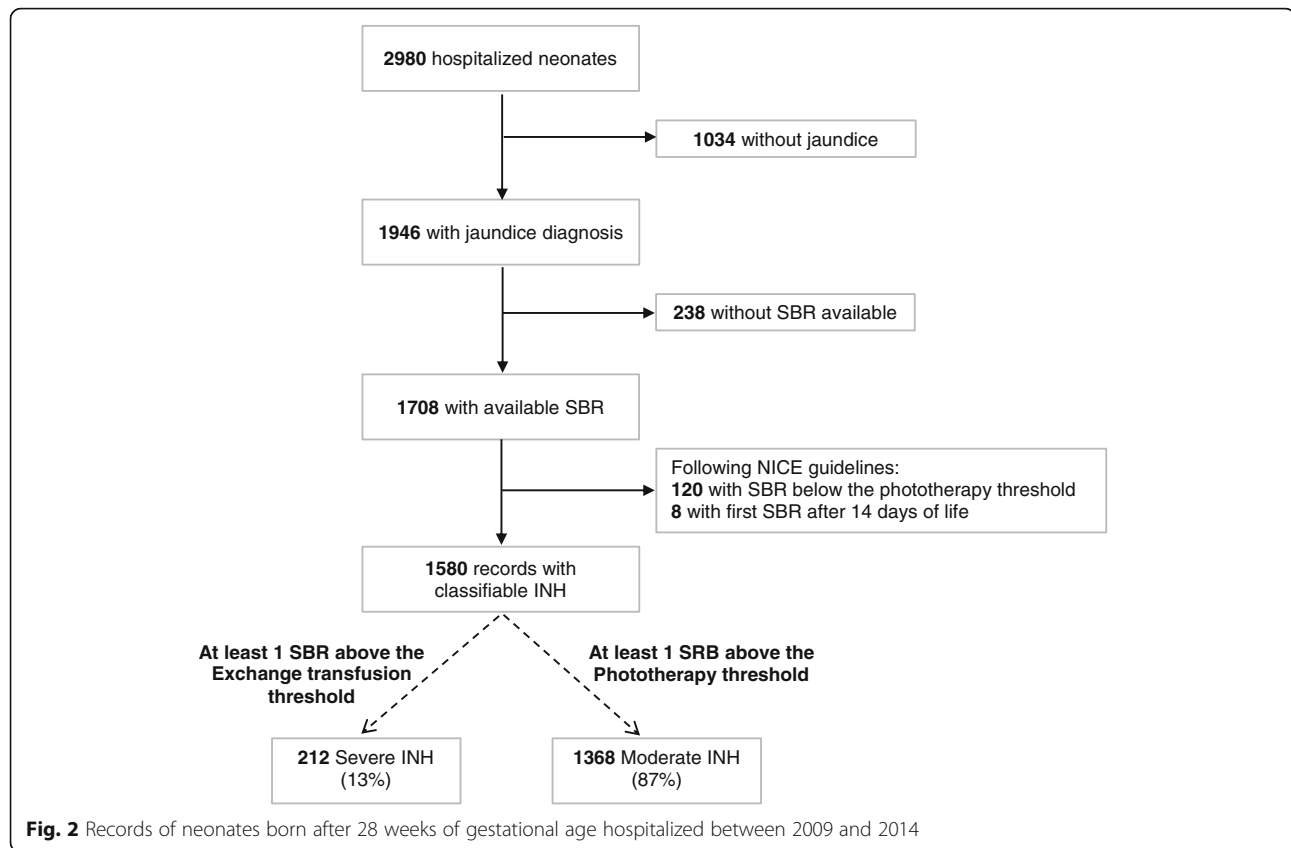 2980 hospitalized neonates
1034 without jaundice
1946 with jaundice diagnosis
238 without SBR available
1708 with available SBR
Following NICE guidelines:
120 with SBR below the phototherapy threshold
8 with first SBR after 14 days of life
1580 records with
classifiable INH
At least 1 SBR above the
Exchange transfusion
threshold
At least 1 SRB above the
Phototherapy threshold
212 Severe INH
(13%)
1368 Moderate INH
(87%)
Fig. 2 Records of neonates born after 28 weeks of gestational age hospitalized between 2009 and 2014